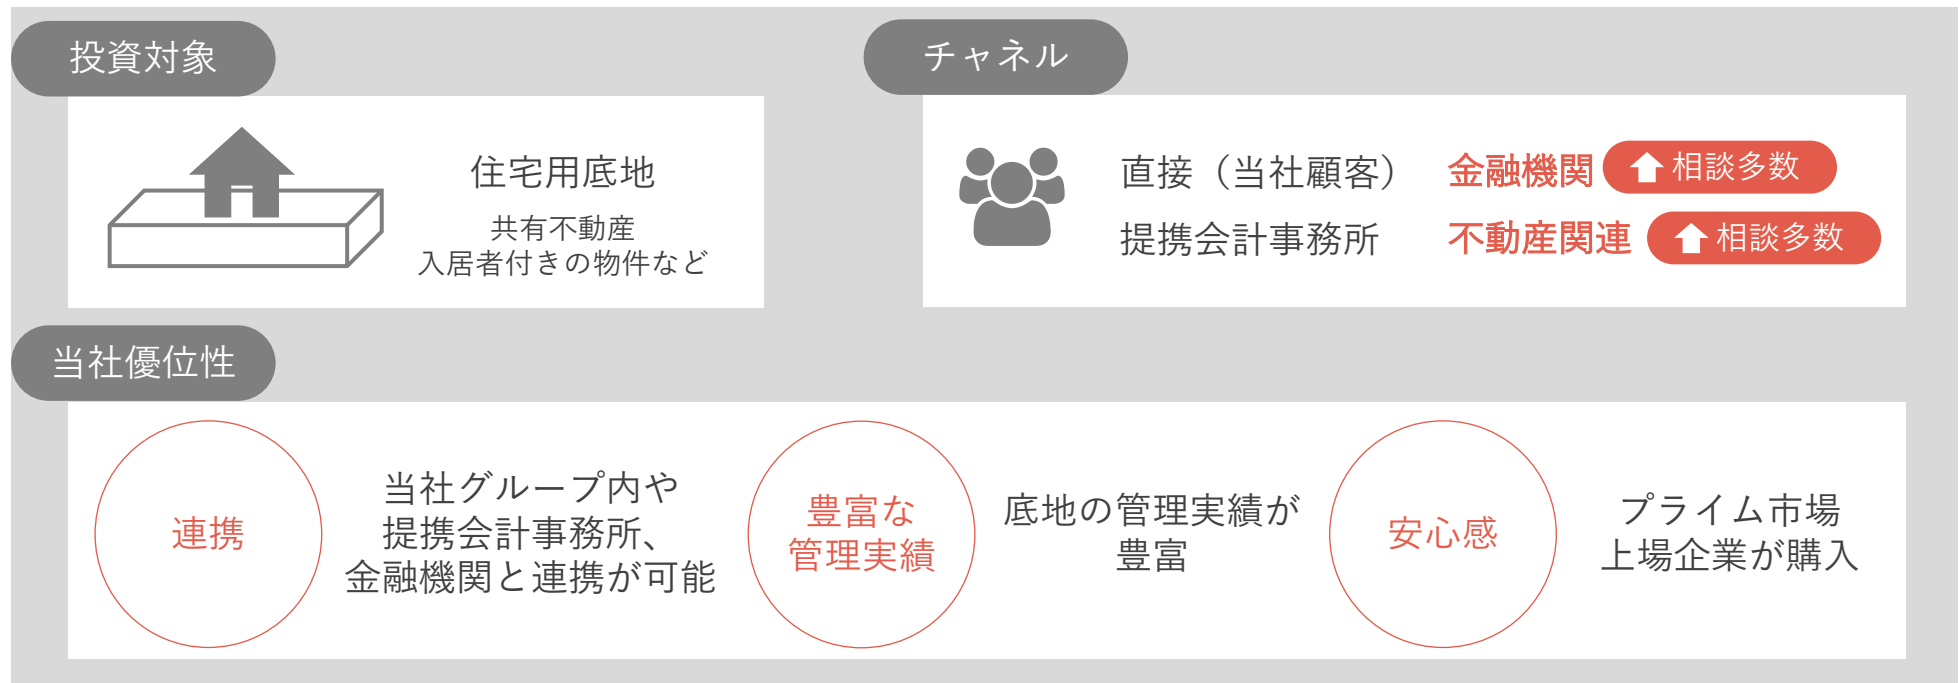 投資対象
住宅用底地
共有不動産
入居者付きの物件など
チャネル
直接（当社顧客）
金融機関
相談多数
提携会計事務所
不動産関連
相談多数
当社優位性
連携
当社グループ内や
提携会計事務所、
金融機関と連携が可能
豊富な
管理実績
底地の管理実績が
豊富
安心感
プライム市場
上場企業が購入